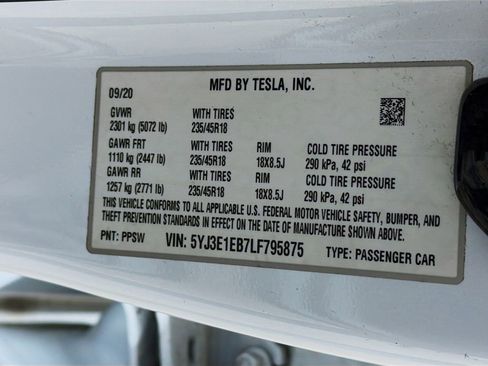 MFD BY TESLA, INC.
09/20
GVWR WITH TIRES
2301 kg (5072 lb) 235/45R18
GAWR FRT WITH TIRES RIM COLD TIRE PRESSURE
1110 kg (2447 lb) 235/45R18 18X8.5J 290 kPa, 42 psi
GAWR RR WITH TIRES RIM COLD TIRE PRESSURE
1257 kg (2771 lb) 235/45R18 18X8.5J 290 kPa, 42 psi
THIS VEHICLE CONFORMS TO ALL APPLICABLE U.S. FEDERAL MOTOR VEHICLE SAFETY, BUMPER, AND
THEFT PREVENTION STANDARDS IN EFFECT ON THE DATE OF MANUFACTURE SHOWN ABOVE.
PNT: PPSW VIN: 5YJ3E1EB7LF795875 TYPE: PASSENGER CAR